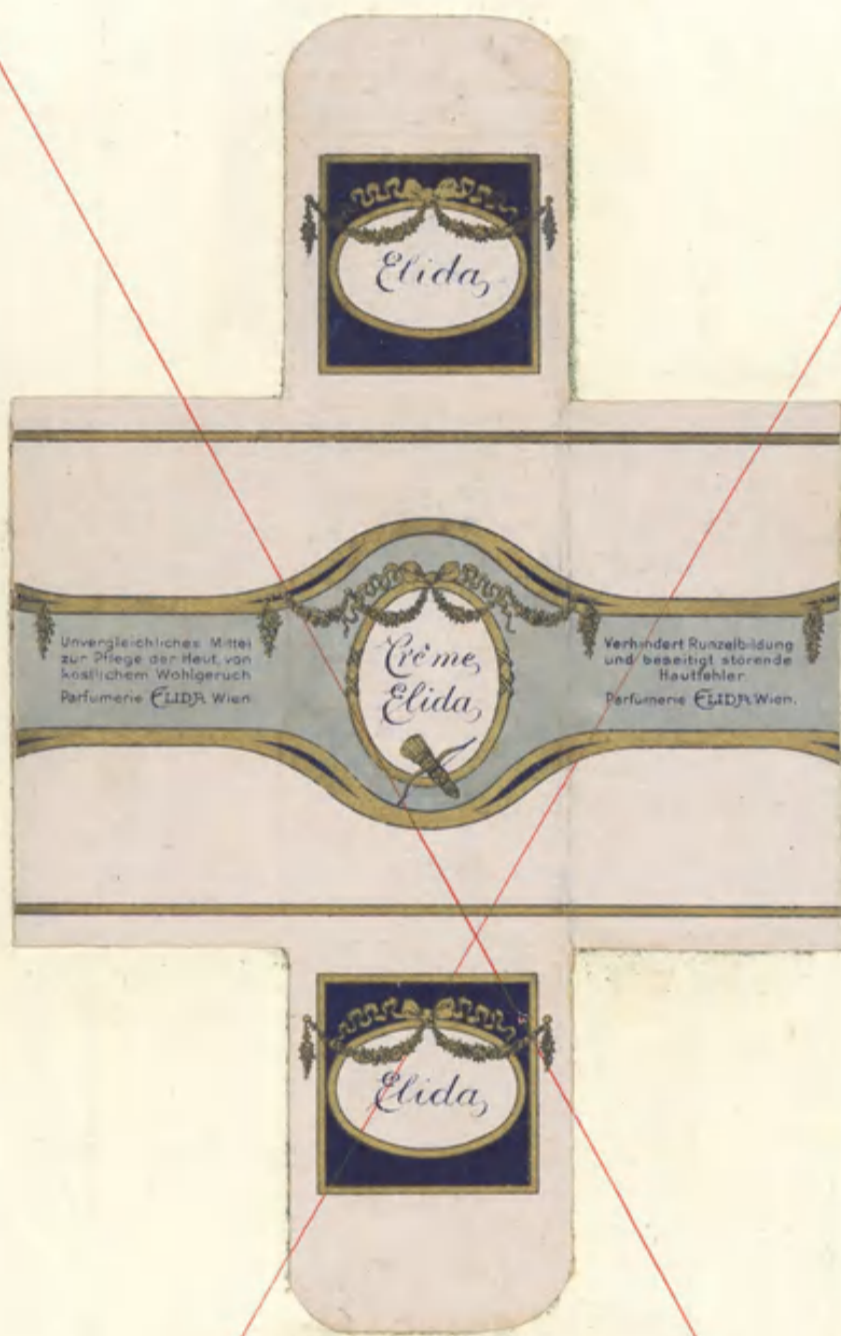 Elida
Unvergleichliches Mittel
zur Pflege der Haut, von
köstlichem Wohlgeruch
Parfumerie ELIDA Wien
Crème
Elida
Verhindert Runzelbildung
und beseitigt störende
Hautfehler
Parfumerie ELIDA Wien.
Elida